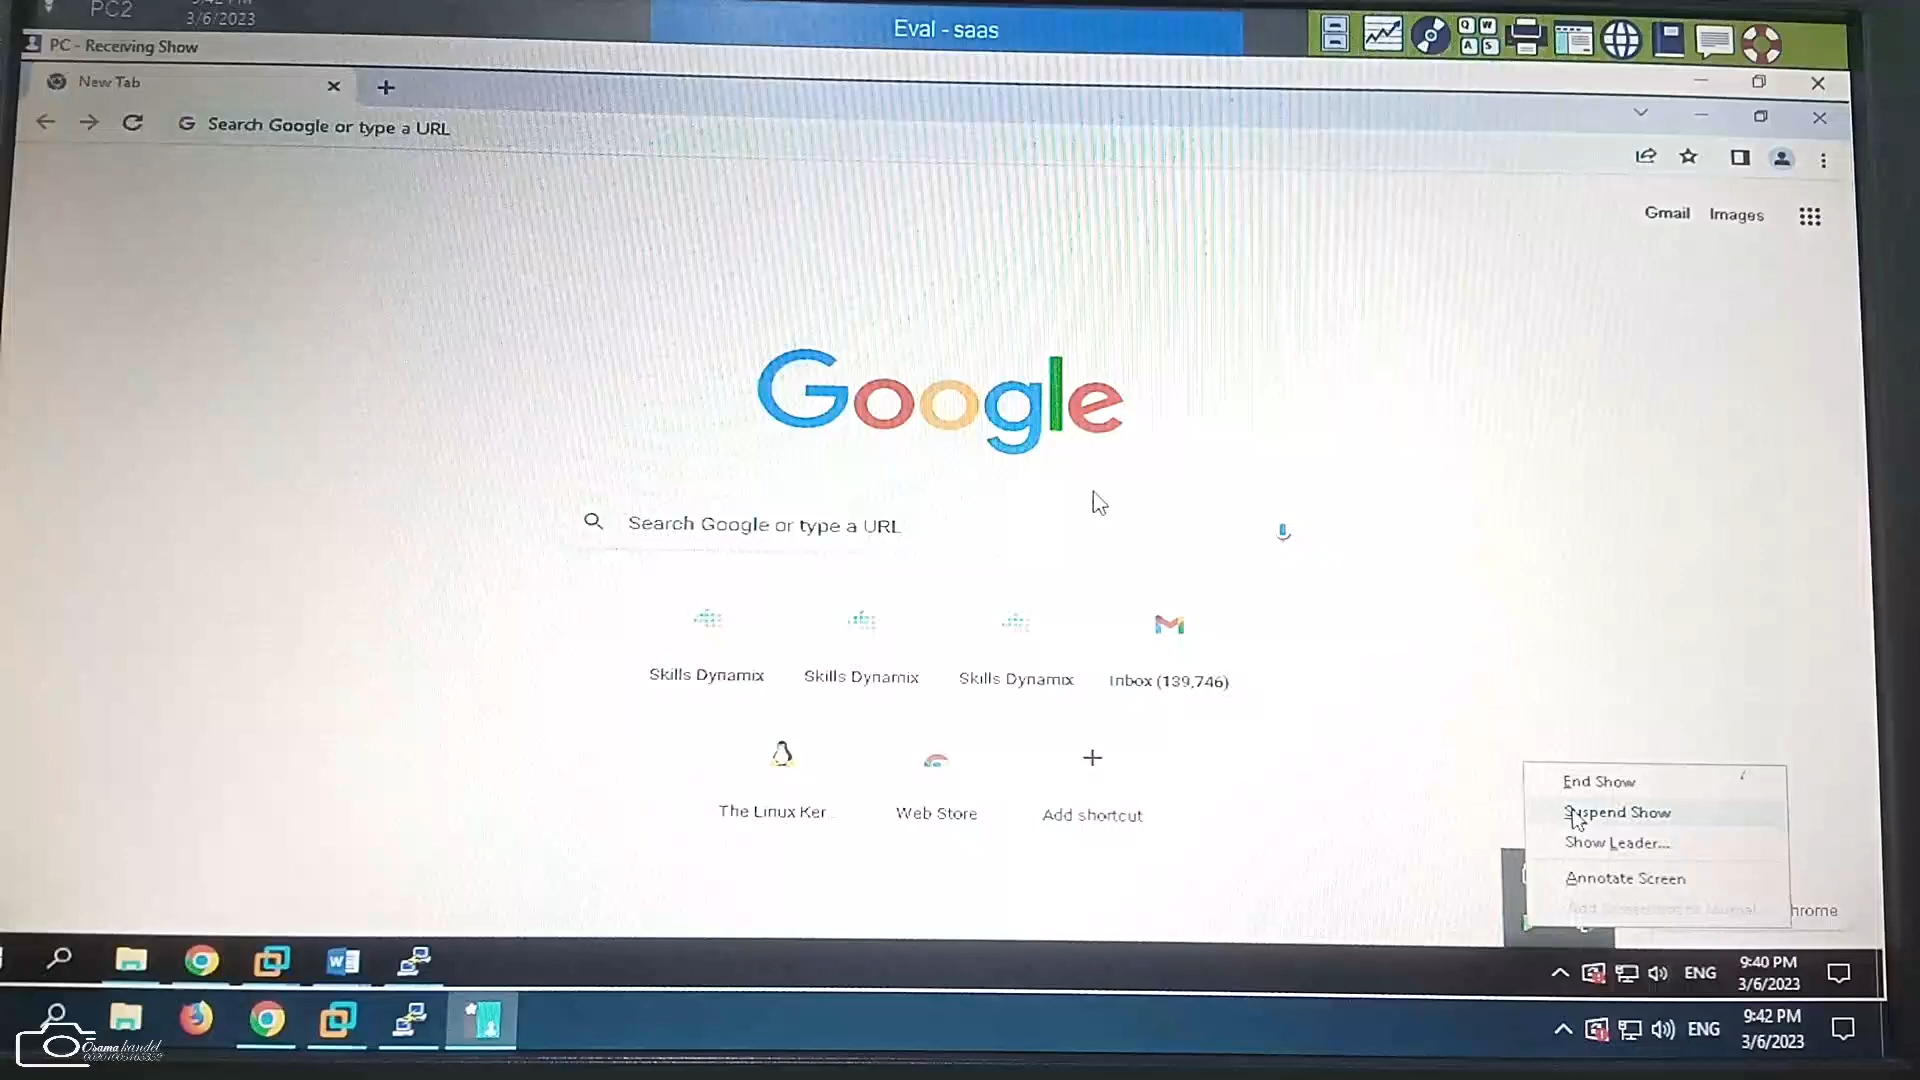 PC2
3/6/2023
Eval - saas
Q W
A S
PC - Receiving Show
New Tab
Search Google or type a URL
Gmail Images
Google
Search Google or type a URL
Skills Dynamix Skills Dynamix Skills Dynamix Inbox (139,746)
The Linux Ker... Web Store Add shortcut
End Show
Suspend Show
Show Leader...
Annotate Screen
hrome
ENG 9:40 PM
3/6/2023
ENG 9:42 PM
3/6/2023
Osama kandel